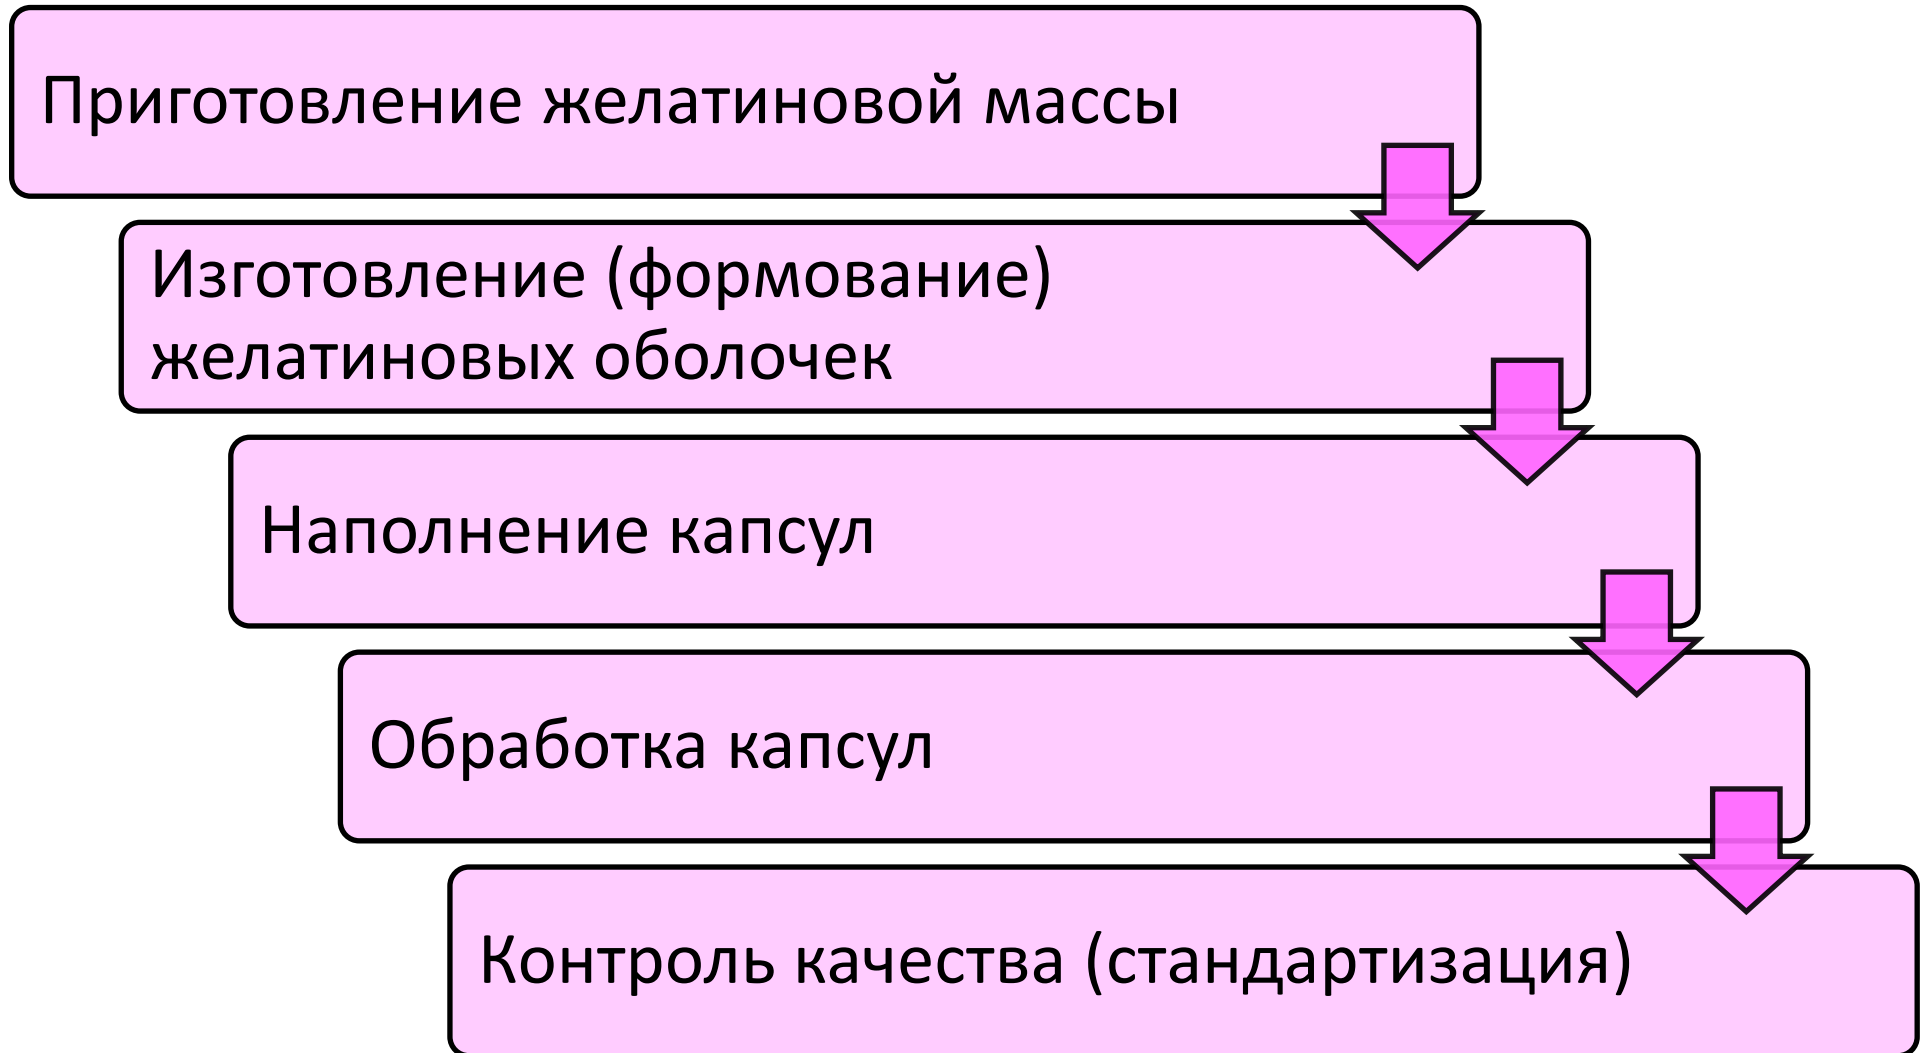 Приготовление желатиновой массы
Изготовление (формование)
желатиновых оболочек
Наполнение капсул
Обработка капсул
Контроль качества (стандартизация)